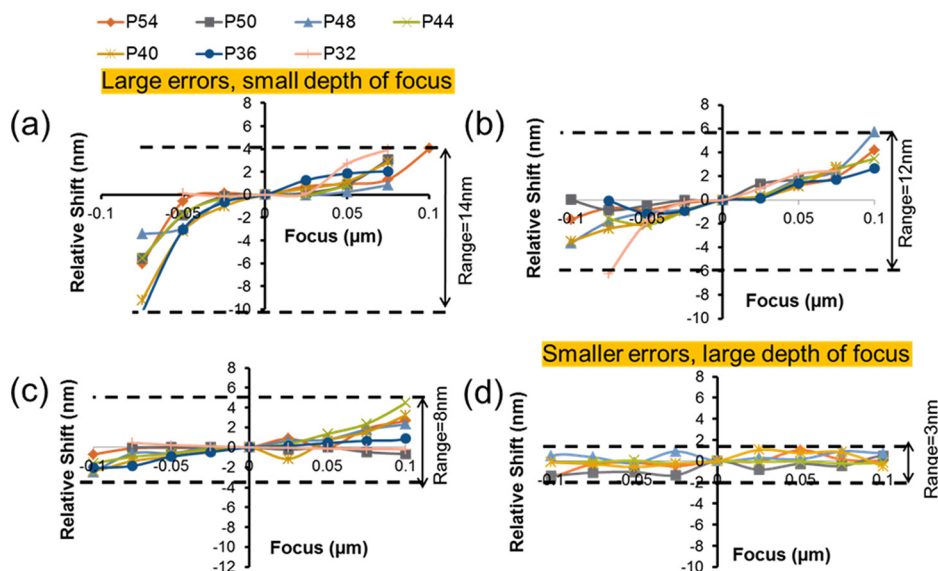 P54 P50 P48 P44
P40 P36 P32
Large errors, small depth of focus
(a)
Relative Shift (nm)
8
6
4
2
0
-2
-4
-6
-8
-10
-0.1 -0.05 0 0.05 0.1
Focus (µm)
Range=14nm
(b)
Relative Shift (nm)
8
6
4
2
0
-2
-4
-6
-8
-10
-0.1 -0.05 0 0.05 0.1
Focus (µm)
Range=12nm
(c)
Relative Shift (nm)
8
6
4
2
0
-2
-4
-6
-8
-10
-12
-0.1 -0.05 0 0.05 0.1
Focus (µm)
Range=8nm
Smaller errors, large depth of focus
(d)
Relative Shift (nm)
8
6
4
2
0
-2
-4
-6
-8
-10
-0.1 -0.05 0 0.05 0.1
Focus (µm)
Range=3nm